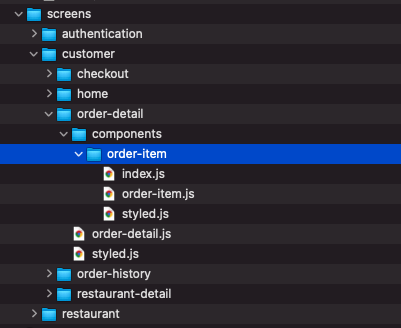 screens
authentication
customer
checkout
home
order-detail
components
order-item
index.js
order-item.js
styled.js
order-detail.js
styled.js
order-history
restaurant-detail
restaurant